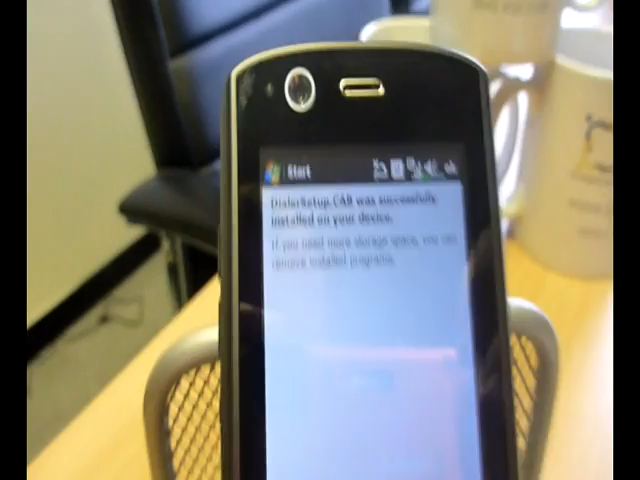 Start
ok
DialerSetup.CAB was successfully
installed on your device.
If you need more storage space, you can
remove installed programs.